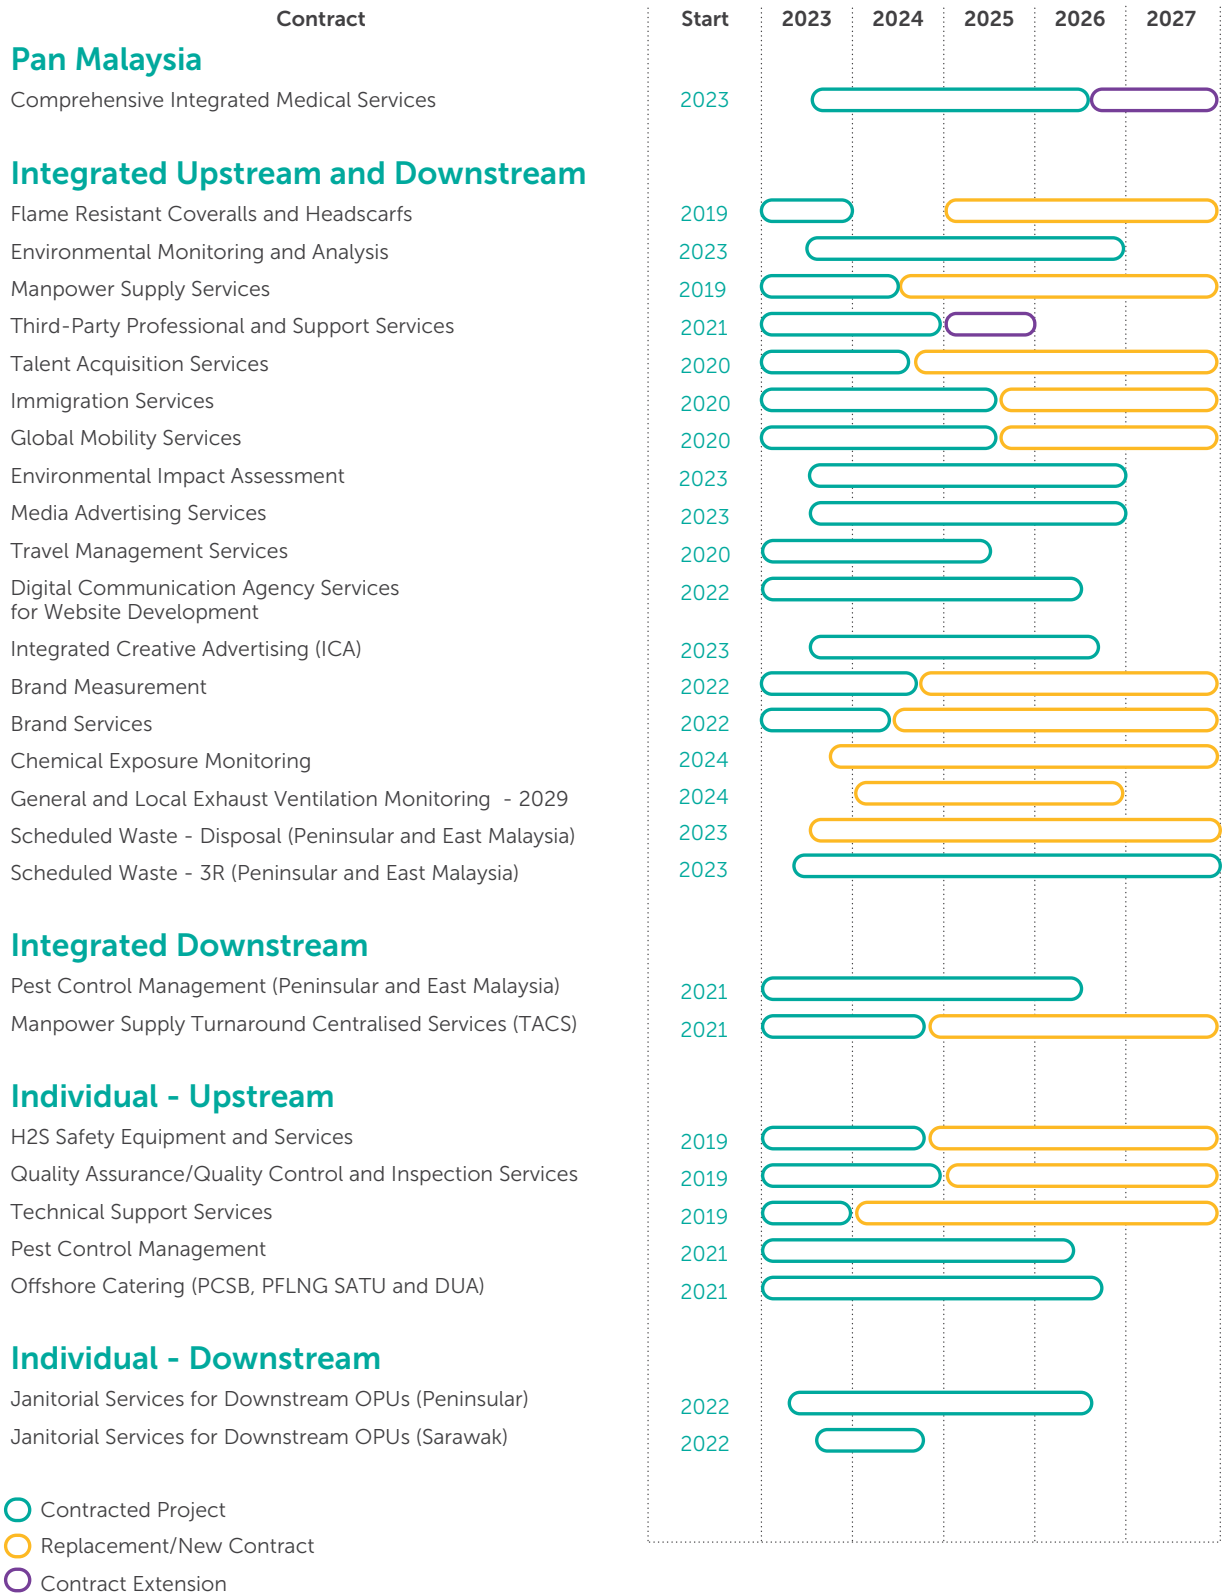 Contract Start 2023 2024 2025 2026 2027
Pan Malaysia
Comprehensive Integrated Medical Services 2023
Integrated Upstream and Downstream
Flame Resistant Coveralls and Headscarfs 2019
Environmental Monitoring and Analysis 2023
Manpower Supply Services 2019
Third-Party Professional and Support Services 2021
Talent Acquisition Services 2020
Immigration Services 2020
Global Mobility Services 2020
Environmental Impact Assessment 2023
Media Advertising Services 2023
Travel Management Services 2020
Digital Communication Agency Services 2022
for Website Development
Integrated Creative Advertising (ICA) 2023
Brand Measurement 2022
Brand Services 2022
Chemical Exposure Monitoring 2024
General and Local Exhaust Ventilation Monitoring - 2029 2024
Scheduled Waste - Disposal (Peninsular and East Malaysia) 2023
Scheduled Waste - 3R (Peninsular and East Malaysia) 2023
Integrated Downstream
Pest Control Management (Peninsular and East Malaysia) 2021
Manpower Supply Turnaround Centralised Services (TACS) 2021
Individual - Upstream
H2S Safety Equipment and Services 2019
Quality Assurance/Quality Control and Inspection Services 2019
Technical Support Services 2019
Pest Control Management 2021
Offshore Catering (PCSB, PFLNG SATU and DUA) 2021
Individual - Downstream
Janitorial Services for Downstream OPUs (Peninsular) 2022
Janitorial Services for Downstream OPUs (Sarawak) 2022
Contracted Project
Replacement/New Contract
Contract Extension